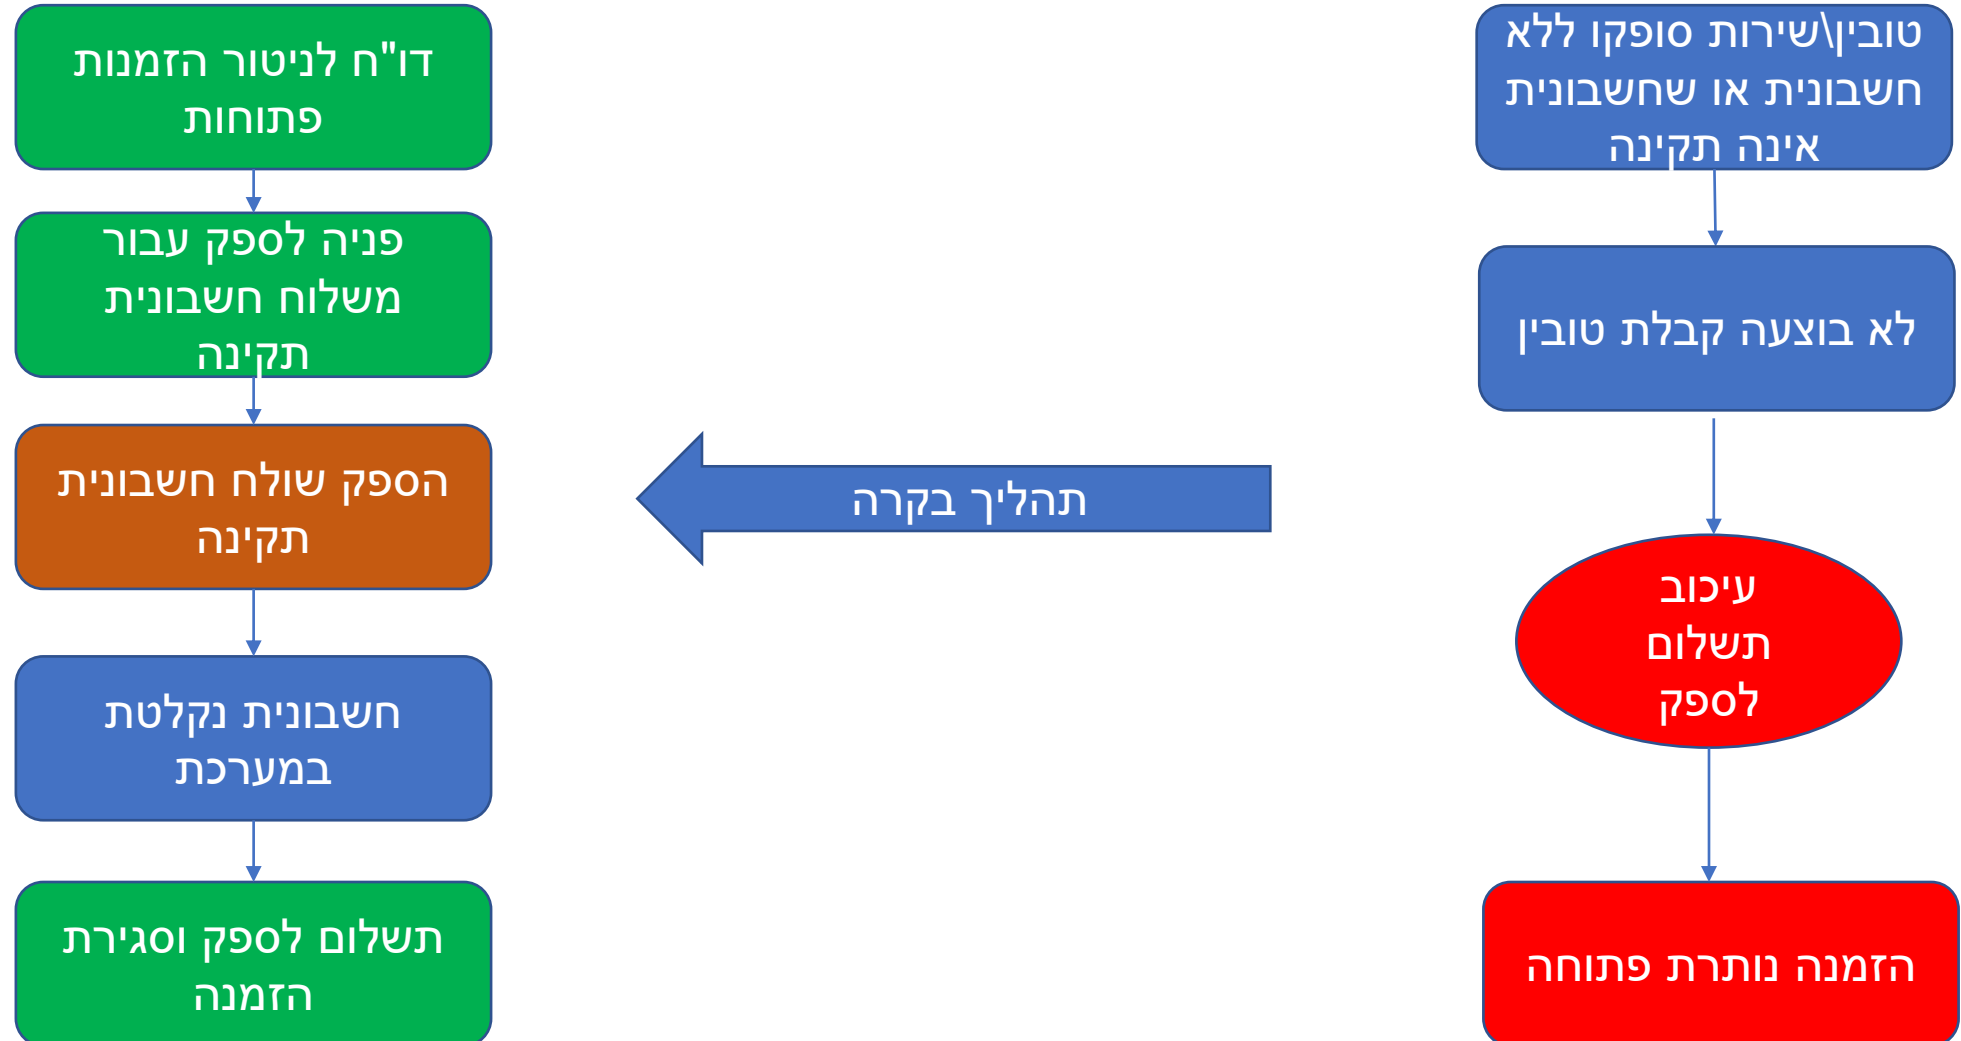 טובין\שירות סופקו ללא
חשבונית או שחשבונית
אינה תקינה
לא בוצעה קבלת טובין
עיכוב
תשלום
לספק
הזמנה נותרת פתוחה
תהליך בקרה
דו"ח לניטור הזמנות
פתוחות
פניה לספק עבור
משלוח חשבונית
תקינה
הספק שולח חשבונית
תקינה
חשבונית נקלטת
במערכת
תשלום לספק וסגירת
הזמנה